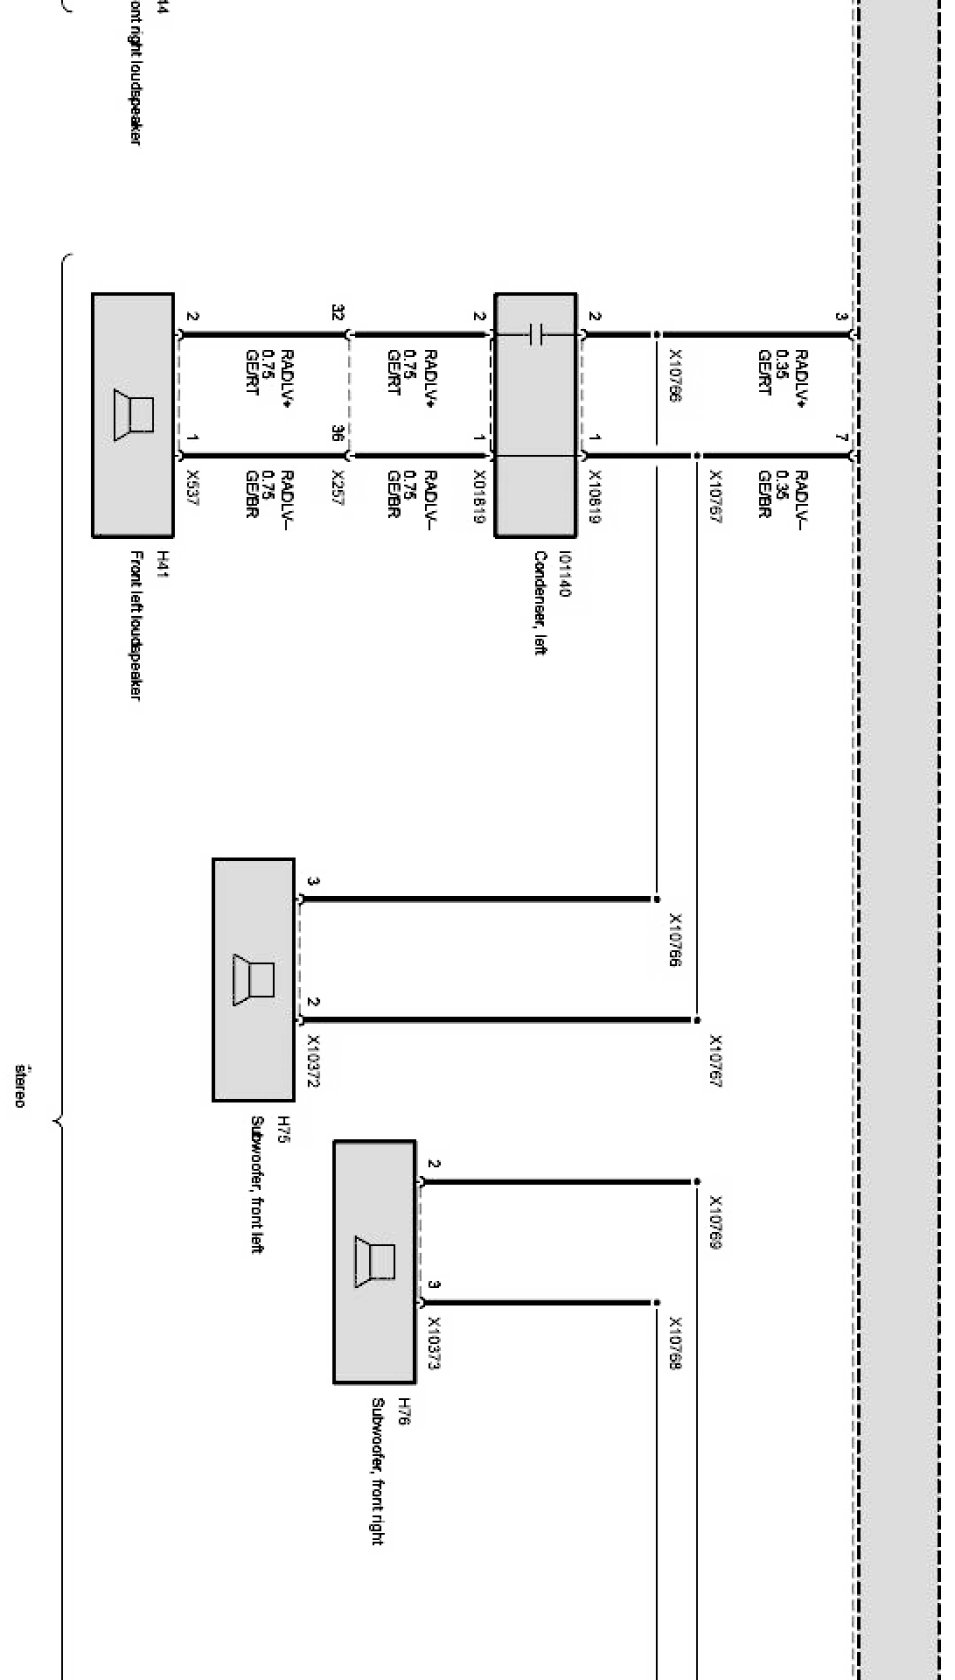 ont right loudspeaker
3
7
RADLV+
0.35
GE/RT
RADLV–
0.35
GE/BR
X10766
X10767
2
1
X10819
I01140
Condenser, left
2
1
X01819
RADLV+
0.75
GE/RT
RADLV–
0.75
GE/BR
32
36
X257
RADLV+
0.75
GE/RT
RADLV–
0.75
GE/BR
2
1
X537
H41
Front left loudspeaker
X10766
X10767
3
2
X10372
H75
Subwoofer, front left
X10769
X10768
2
3
X10373
H76
Subwoofer, front right
Stereo